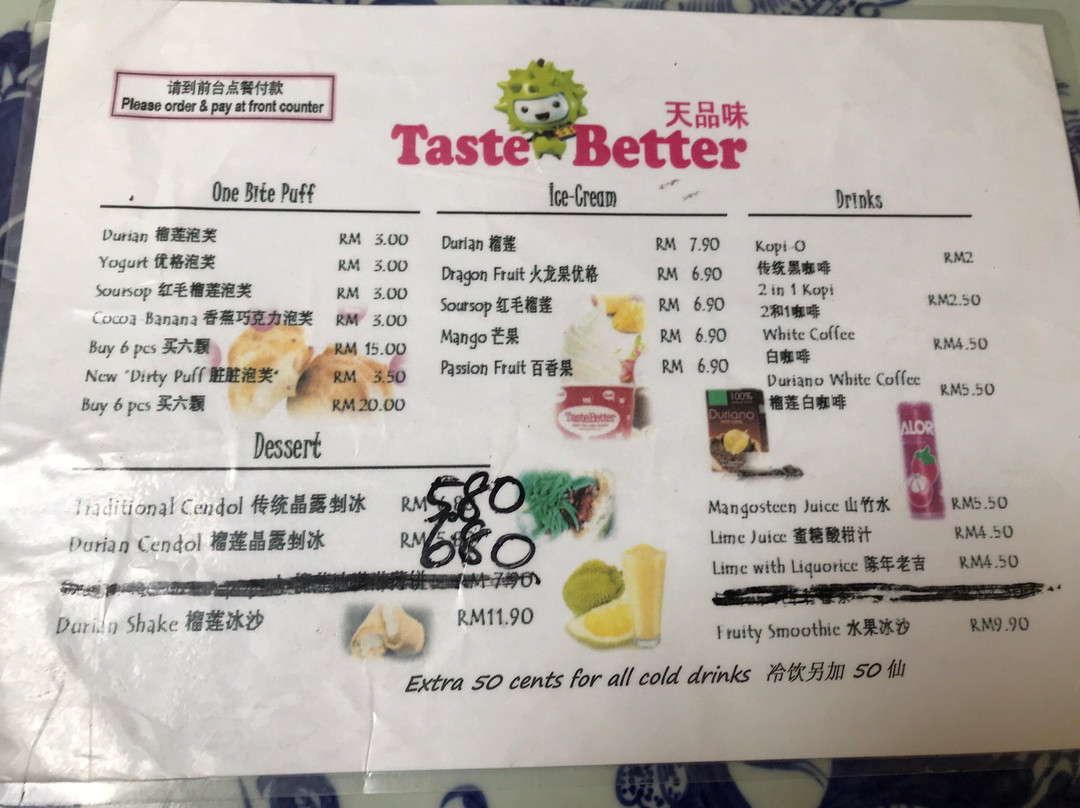 请到前台点餐付款
Please order & pay at front counter
天品味
Taste Better
One Bite Puff
Durian 榴莲泡芙 RM 3.00
Yogurt 优格泡芙 RM 3.00
Soursop 红毛榴莲泡芙 RM 3.00
Cocoa Banana 香蕉巧克力泡芙 RM 3.00
Buy 6 pcs 买六颗 RM 15.00
New "Dirty Puff 脏脏泡芙" RM 3.50
Buy 6 pcs 买六颗 RM 20.00
Ice-Cream
Durian 榴莲 RM 7.90
Dragon Fruit 火龙果优格 RM 6.90
Soursop 红毛榴莲 RM 6.90
Mango 芒果 RM 6.90
Passion Fruit 百香果 RM 6.90
TasteBetter
Drinks
Kopi-O
传统黑咖啡 RM2
2 in 1 Kopi
2和1咖啡 RM2.50
White Coffee
白咖啡 RM4.50
Duriano White Coffee
榴莲白咖啡 RM5.50
100%
Duriano
ALOR
Mangosteen Juice 山竹水 RM5.50
Lime Juice 蜜糖酸柑汁 RM4.50
Lime with Liquorice 陈年老吉 RM4.50
Fruity Smoothie 水果冰沙 RM9.90
Dessert
Traditional Cendol 传统晶露刬冰 RM 580
Durian Cendol 榴莲晶露刬冰 RM 680
RM 7.90
Durian Shake 榴莲冰沙 RM11.90
Extra 50 cents for all cold drinks 冷饮另加 50 仙